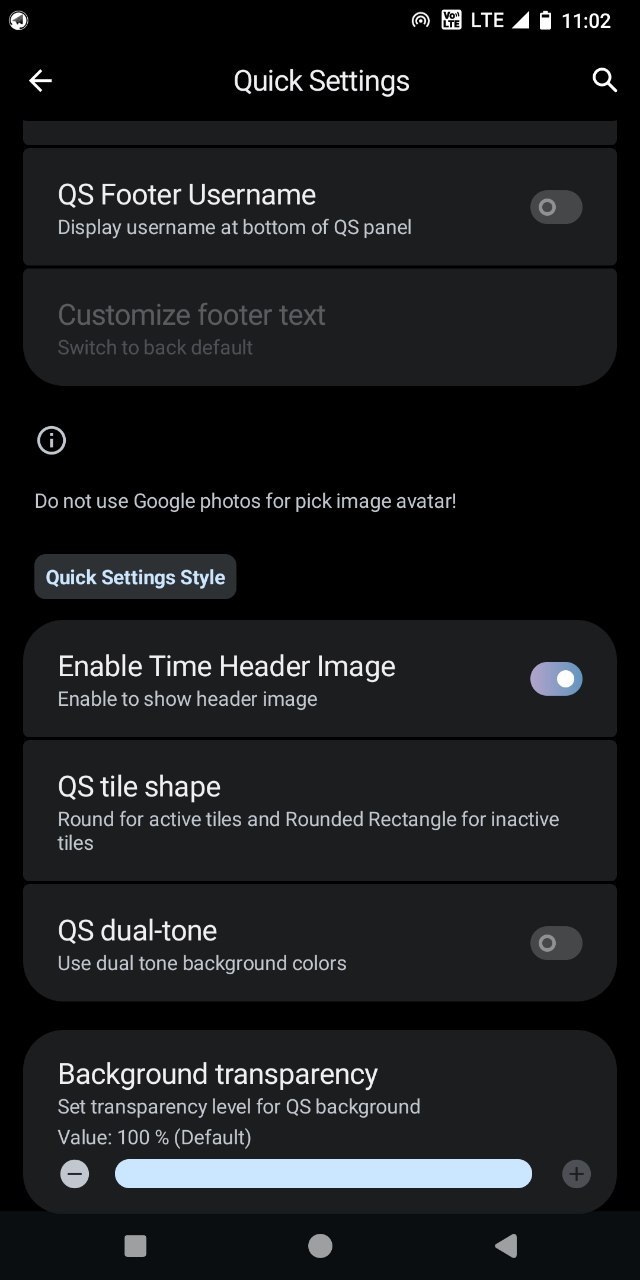 Vo))
LTE
LTE
11:02
Quick Settings
QS Footer Username
Display username at bottom of QS panel
Customize footer text
Switch to back default
Do not use Google photos for pick image avatar!
Quick Settings Style
Enable Time Header Image
Enable to show header image
QS tile shape
Round for active tiles and Rounded Rectangle for inactive
tiles
QS dual-tone
Use dual tone background colors
Background transparency
Set transparency level for QS background
Value: 100 % (Default)